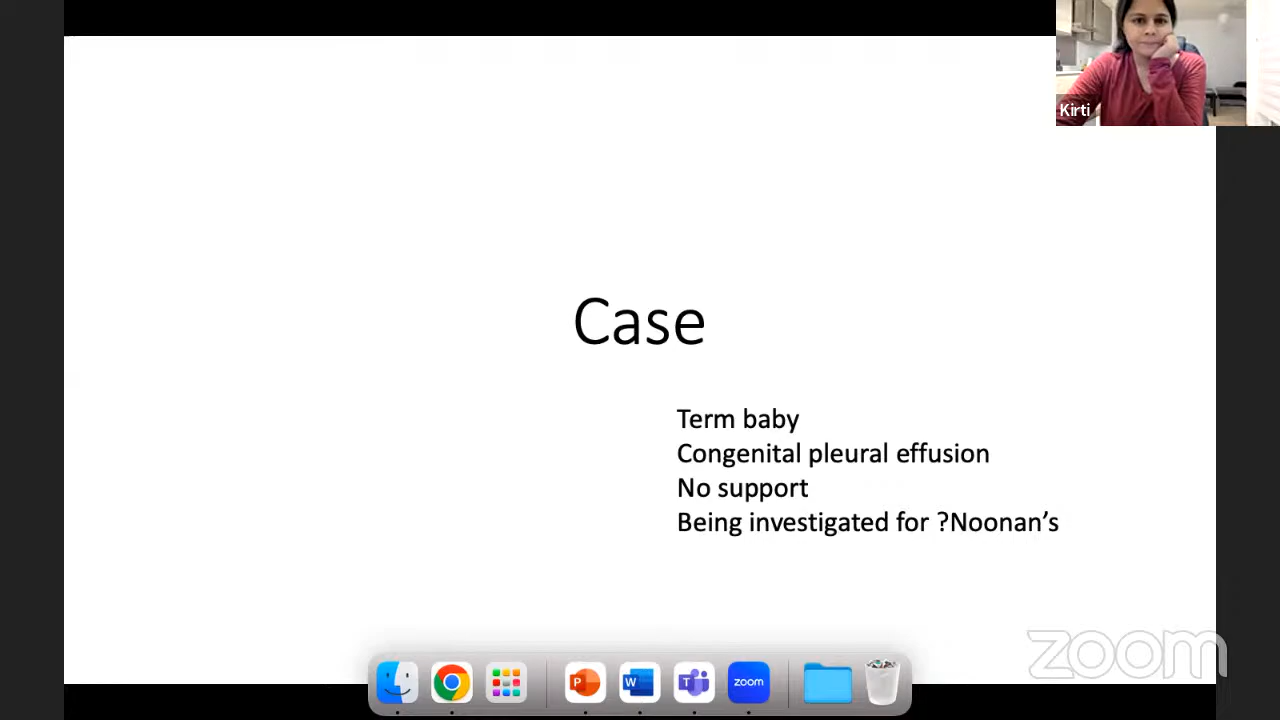 Kirti
Case
Term baby
Congenital pleural effusion
No support
Being investigated for ?Noonan's
zoom
P
W
T
zoom